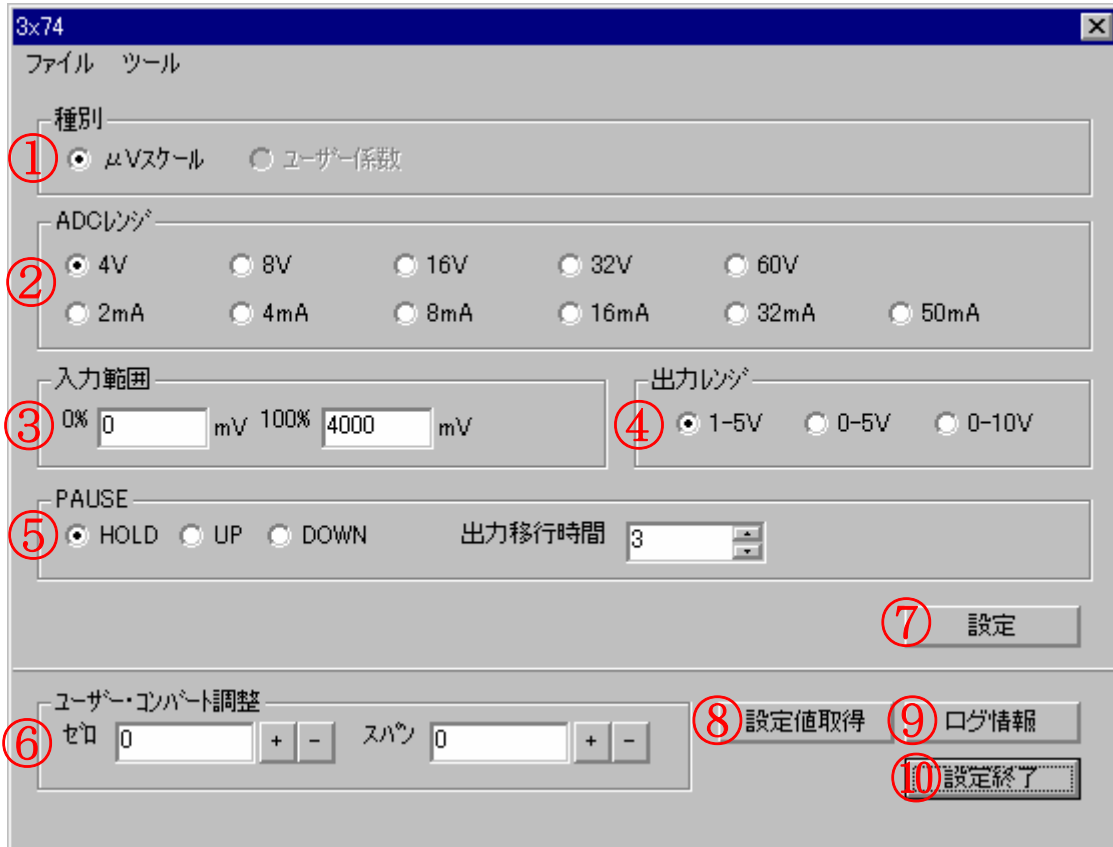 3x74
ファイル ツール
種別
① μVスケール ユーザー係数
ADCレンジ
② 4V 8V 16V 32V 60V
2mA 4mA 8mA 16mA 32mA 50mA
入力範囲 出力レンジ
③ 0% 0 mV 100% 4000 mV ④ 1-5V 0-5V 0-10V
PAUSE
⑤ HOLD UP DOWN 出力移行時間 3
⑦ 設定
ユーザー・コンバート調整
⑥ ゼロ 0 + - スパン 0 + - ⑧ 設定値取得 ⑨ ログ情報
⑩ 設定終了